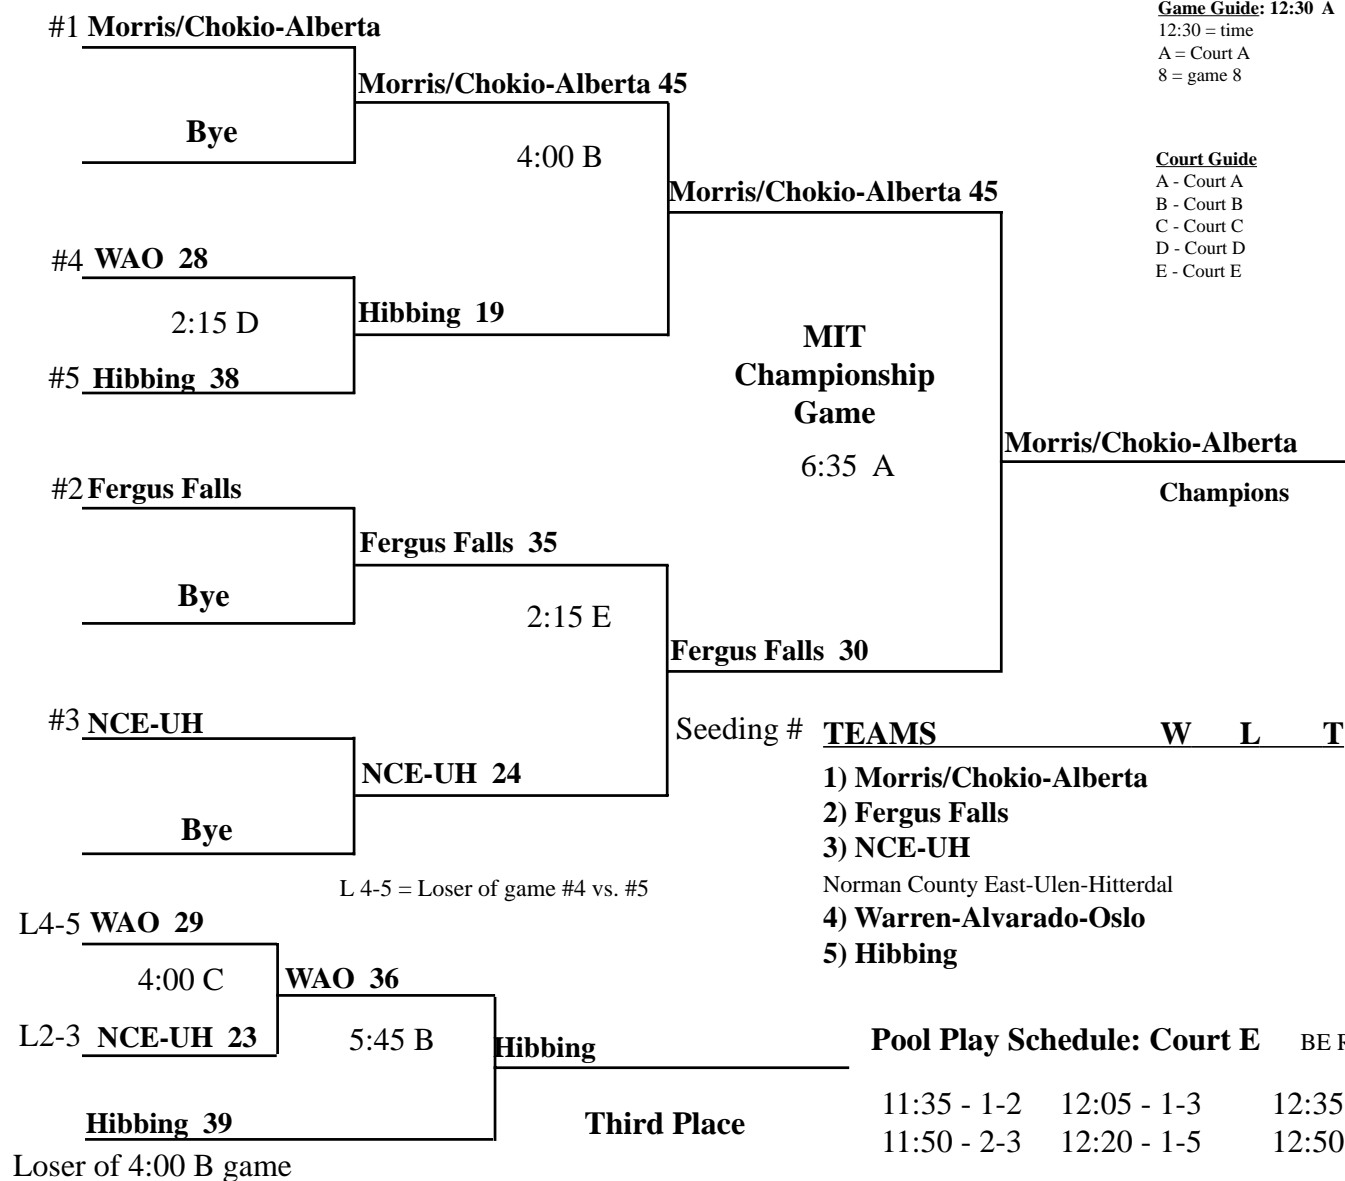 #1 Morris/Chokio-Alberta
Bye
Morris/Chokio-Alberta 45
4:00 B
Morris/Chokio-Alberta 45
#4 WAO 28
2:15 D
#5 Hibbing 38
Hibbing 19
MIT
Championship
Game
6:35 A
Morris/Chokio-Alberta
Champions
#2 Fergus Falls
Bye
Fergus Falls 35
2:15 E
Fergus Falls 30
#3 NCE-UH
Bye
NCE-UH 24
Game Guide: 12:30 A
12:30 = time
A = Court A
8 = game 8
Court Guide
A - Court A
B - Court B
C - Court C
D - Court D
E - Court E
Seeding # TEAMS W L T
1) Morris/Chokio-Alberta
2) Fergus Falls
3) NCE-UH
Norman County East-Ulen-Hitterdal
4) Warren-Alvarado-Oslo
5) Hibbing
L 4-5 = Loser of game #4 vs. #5
L4-5 WAO 29
4:00 C
L2-3 NCE-UH 23
WAO 36
5:45 B
Hibbing 39
Loser of 4:00 B game
Hibbing
Third Place
Pool Play Schedule: Court E BE
11:35 - 1-2 12:05 - 1-3 12:35
11:50 - 2-3 12:20 - 1-5 12:50